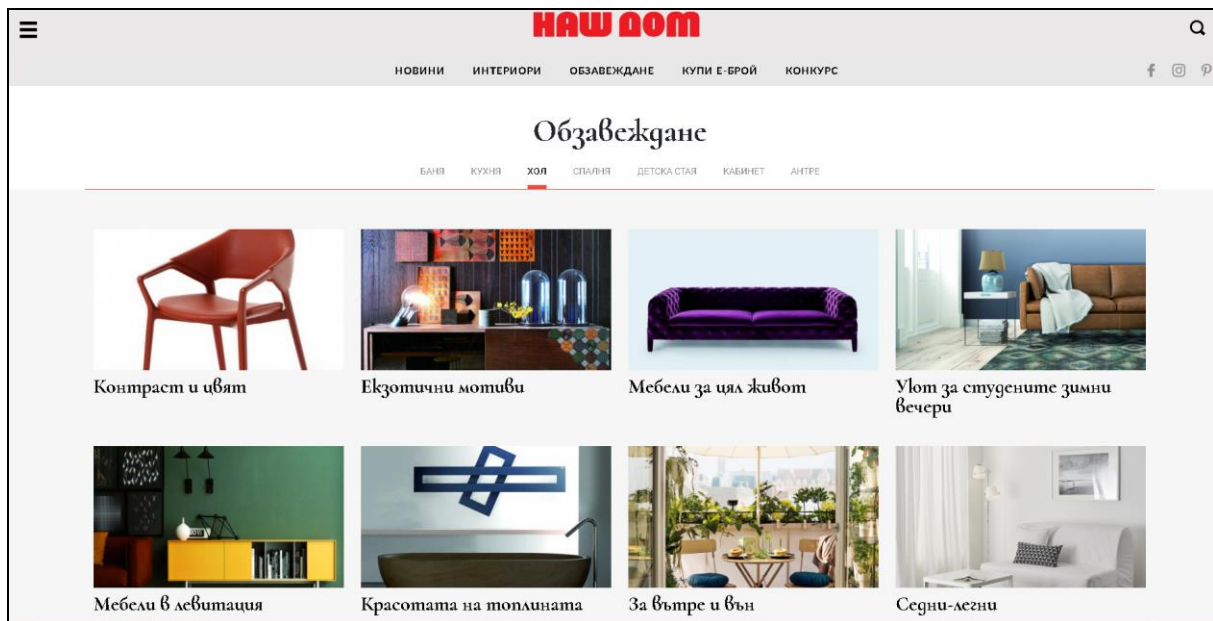 НАШ ДОМ
НОВИНИ ИНТЕРИОРИ ОБЗАВЕЖДАНЕ КУПИ Е-БРОЙ КОНКУРС
Обзавеждане
БАНЯ КУХНЯ ХОЛ СПАЛНЯ ДЕТСКА СТАЯ КАБИНЕТ АНТРЕ
Контраст и цвят
Екзотични мотиви
Мебели за цял живот
Уют за студените зимни
вечери
Мебели в левитация
Красотата на топлината
За вътре и вън
Седни-легни